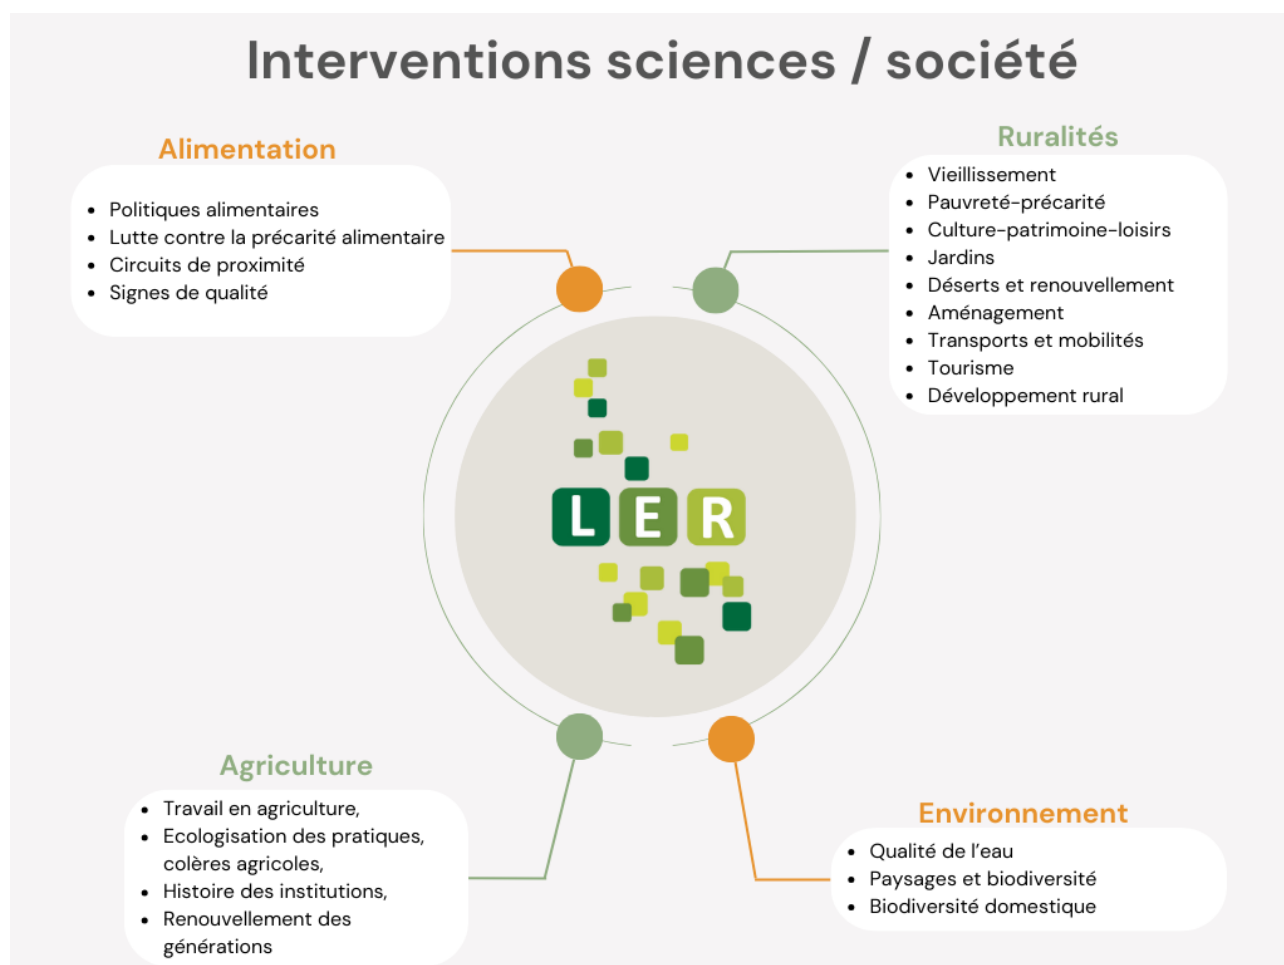 Interventions sciences / société
Alimentation
• Politiques alimentaires
• Lutte contre la précarité alimentaire
• Circuits de proximité
• Signes de qualité
Ruralités
• Vieillissement
• Pauvreté-précarité
• Culture-patrimoine-loisirs
• Jardins
• Déserts et renouvellement
• Aménagement
• Transports et mobilités
• Tourisme
• Développement rural
L E R
Agriculture
• Travail en agriculture,
• Ecologisation des pratiques,
colères agricoles,
• Histoire des institutions,
• Renouvellement des
générations
Environnement
• Qualité de l'eau
• Paysages et biodiversité
• Biodiversité domestique